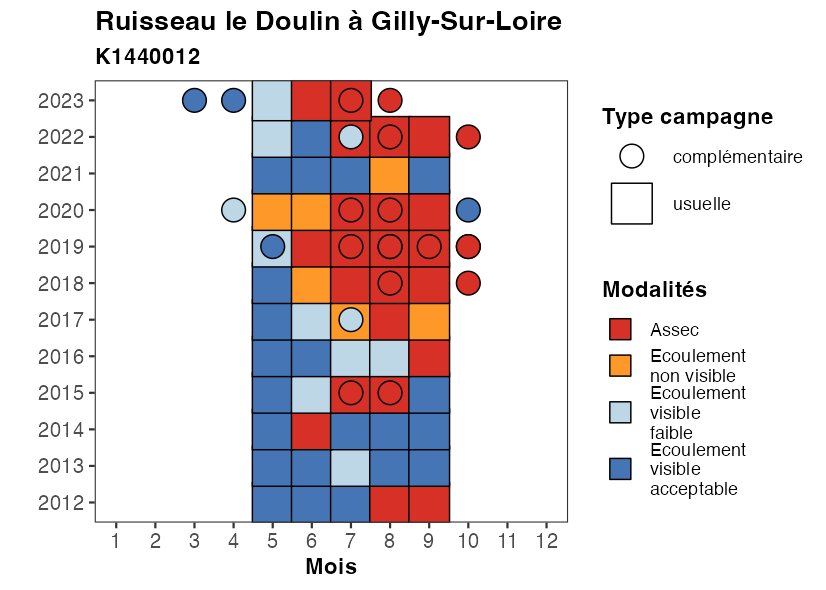 Ruisseau le Doulin à Gilly-Sur-Loire
K1440012
2023
2022
2021
2020
2019
2018
2017
2016
2015
2014
2013
2012
1 2 3 4 5 6 7 8 9 10 11 12
Mois
Type campagne
complémentaire
usuelle
Modalités
Assec
Ecoulement
non visible
Ecoulement
visible
faible
Ecoulement
visible
acceptable